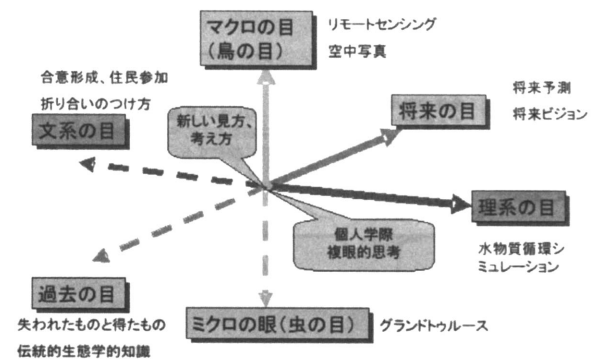 マクロの目
(鳥の目)
リモートセンシング
空中写真
合意形成、住民参加
折り合いのつけ方
文系の目
新しい見方、
考え方
将来の目
将来予測
将来ビジョン
理系の目
水物質循環シ
ミュレーション
個人学際
複眼的思考
過去の目
失われたものと得たもの
伝統的生態学的知識
ミクロの眼(虫の目)
グランドトゥルース